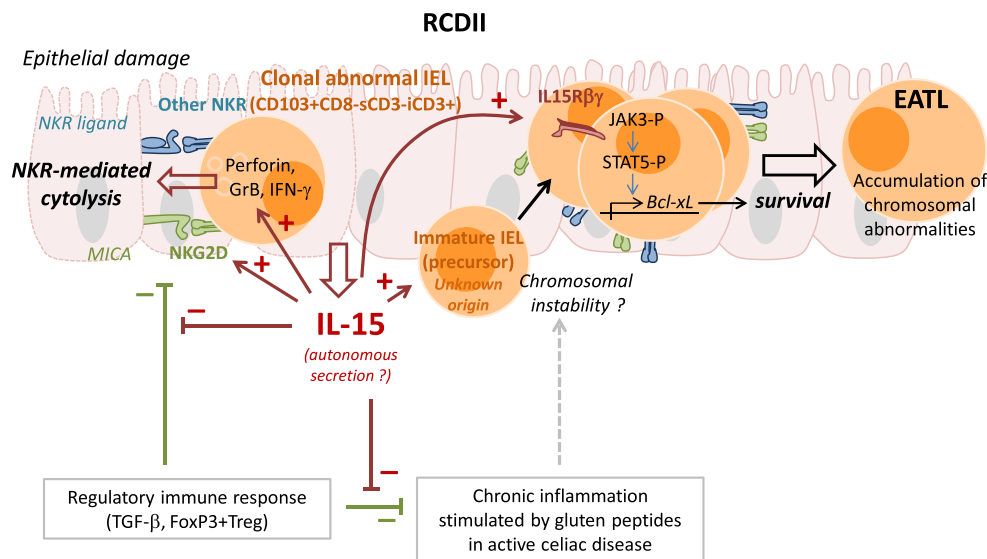 RCDII
Epithelial damage
Clonal abnormal IEL
Other NKR (CD103+CD8-sCD3-iCD3+)
NKR ligand
NKR-mediated
cytolysis
Perforin,
GrB, IFN-γ
MICA
NKG2D
+
+
+
+
IL15Rβγ
JAK3-P
STAT5-P
Bcl-xL
survival
EATL
Accumulation of
chromosomal
abnormalities
Immature IEL
(precursor)
Unknown
origin
Chromosomal
instability ?
IL-15
(autonomous
secretion ?)
–
–
–
–
Regulatory immune response
(TGF-β, FoxP3+Treg)
Chronic inflammation
stimulated by gluten peptides
in active celiac disease